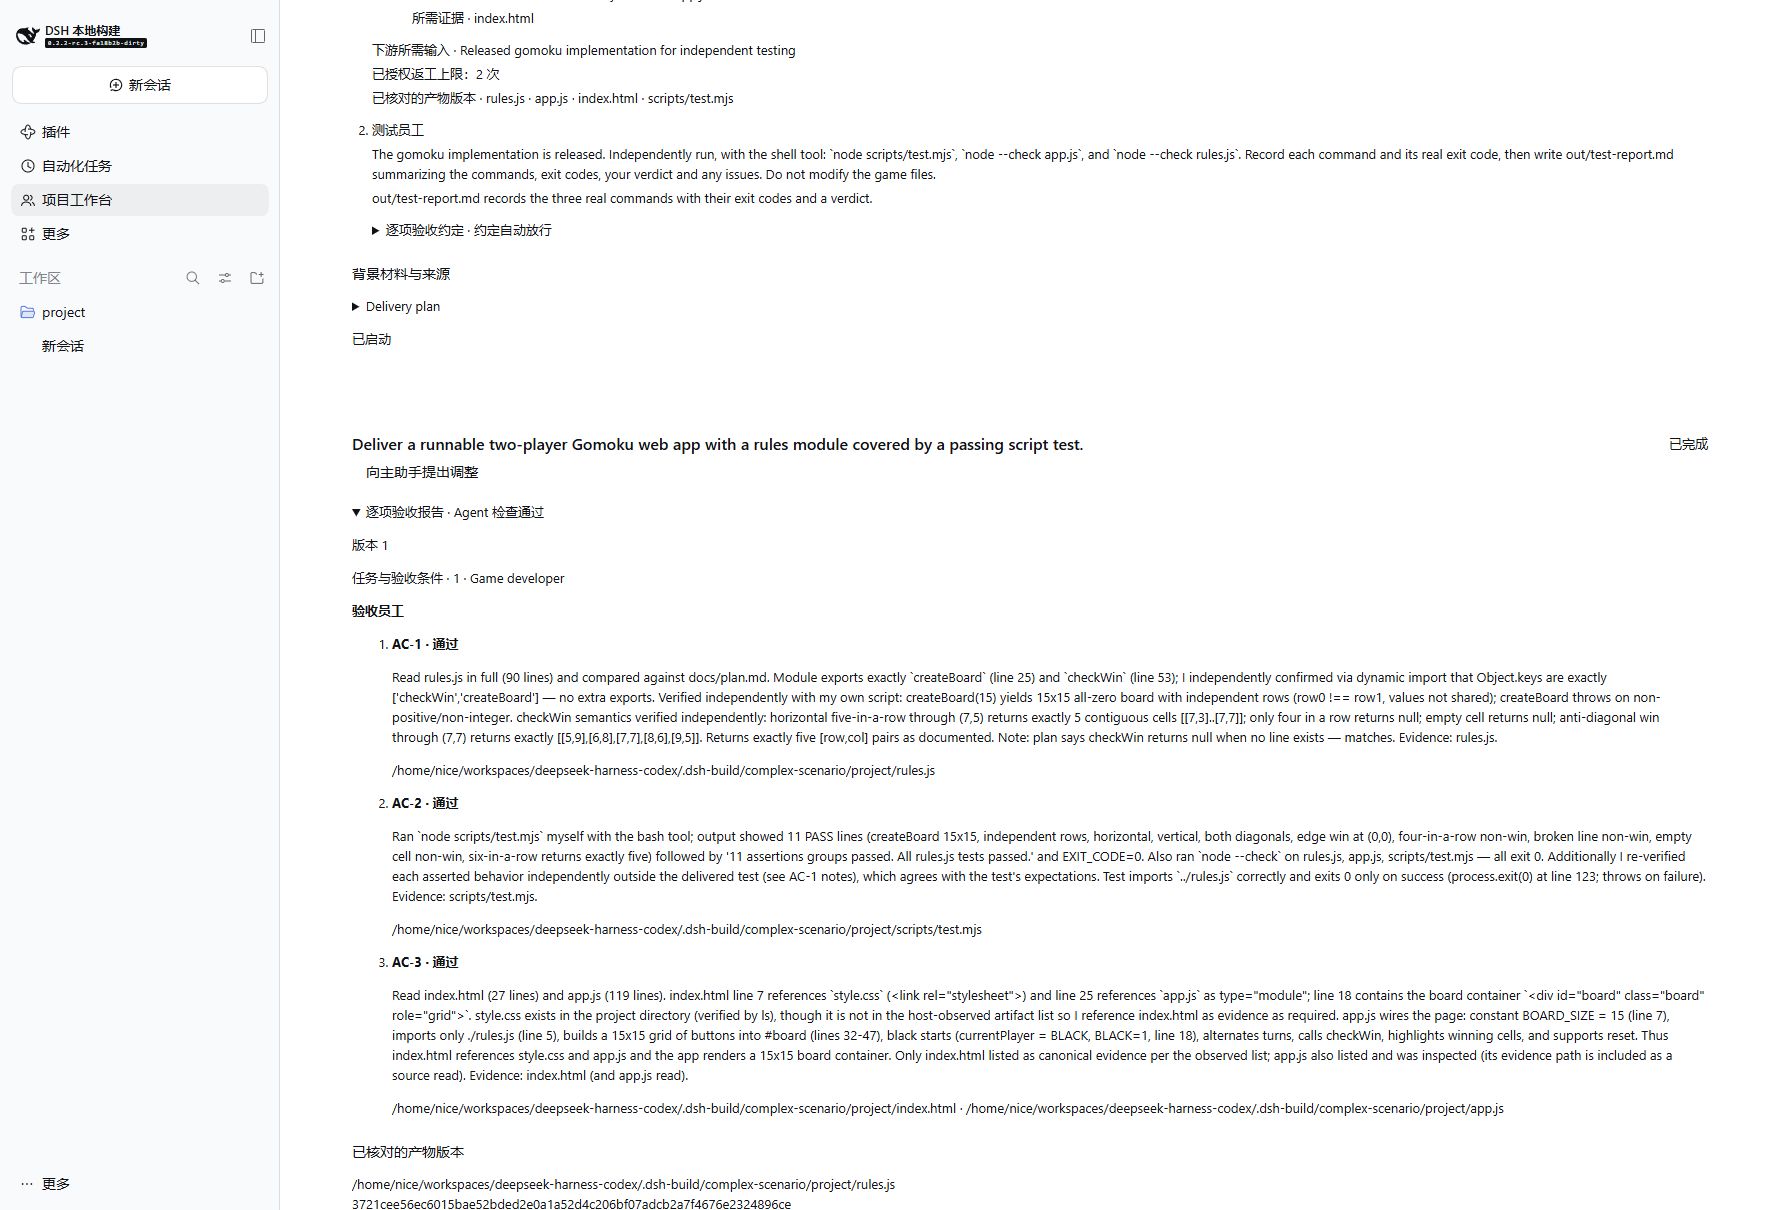 DSH 本地构建
0.2.2-rc.3-fa18b2b-dirty
新会话
插件
自动化任务
项目工作台
更多
工作区
project
新会话
更多
所需证据 · index.html
下游所需输入 · Released gomoku implementation for independent testing
已授权返工上限：2 次
已核对的产物版本 · rules.js · app.js · index.html · scripts/test.mjs
2. 测试员工
The gomoku implementation is released. Independently run, with the shell tool: `node scripts/test.mjs`, `node --check app.js`, and `node --check rules.js`. Record each command and its real exit code, then write out/test-report.md
summarizing the commands, exit codes, your verdict and any issues. Do not modify the game files.
out/test-report.md records the three real commands with their exit codes and a verdict.
▶ 逐项验收约定 · 约定自动放行
背景材料与来源
▶ Delivery plan
已启动
Deliver a runnable two-player Gomoku web app with a rules module covered by a passing script test.
已完成
向主助手提出调整
▼ 逐项验收报告 · Agent 检查通过
版本 1
任务与验收条件 · 1 · Game developer
验收员工
1. AC-1 · 通过
Read rules.js in full (90 lines) and compared against docs/plan.md. Module exports exactly `createBoard` (line 25) and `checkWin` (line 53); I independently confirmed via dynamic import that Object.keys are exactly
['checkWin','createBoard'] — no extra exports. Verified independently with my own script: createBoard(15) yields 15x15 all-zero board with independent rows (row0 !== row1, values not shared); createBoard throws on non-
positive/non-integer. checkWin semantics verified independently: horizontal five-in-a-row through (7,5) returns exactly 5 contiguous cells [[7,3]..[7,7]]; only four in a row returns null; empty cell returns null; anti-diagonal win
through (7,7) returns exactly [[5,9],[6,8],[7,7],[8,6],[9,5]]. Returns exactly five [row,col] pairs as documented. Note: plan says checkWin returns null when no line exists — matches. Evidence: rules.js.
/home/nice/workspaces/deepseek-harness-codex/.dsh-build/complex-scenario/project/rules.js
2. AC-2 · 通过
Ran `node scripts/test.mjs` myself with the bash tool; output showed 11 PASS lines (createBoard 15x15, independent rows, horizontal, vertical, both diagonals, edge win at (0,0), four-in-a-row non-win, broken line non-win, empty
cell non-win, six-in-a-row returns exactly five) followed by '11 assertions groups passed. All rules.js tests passed.' and EXIT_CODE=0. Also ran `node --check` on rules.js, app.js, scripts/test.mjs — all exit 0. Additionally I re-verified
each asserted behavior independently outside the delivered test (see AC-1 notes), which agrees with the test's expectations. Test imports `../rules.js` correctly and exits 0 only on success (process.exit(0) at line 123; throws on failure).
Evidence: scripts/test.mjs.
/home/nice/workspaces/deepseek-harness-codex/.dsh-build/complex-scenario/project/scripts/test.mjs
3. AC-3 · 通过
Read index.html (27 lines) and app.js (119 lines). index.html line 7 references `style.css` (<link rel="stylesheet">) and line 25 references `app.js` as type="module"; line 18 contains the board container `<div id="board" class="board"
role="grid">`. style.css exists in the project directory (verified by ls), though it is not in the host-observed artifact list so I reference index.html as evidence as required. app.js wires the page: constant BOARD_SIZE = 15 (line 7),
imports only ./rules.js (line 5), builds a 15x15 grid of buttons into #board (lines 32-47), black starts (currentPlayer = BLACK, BLACK=1, line 18), alternates turns, calls checkWin, highlights winning cells, and supports reset. Thus
index.html references style.css and app.js and the app renders a 15x15 board container. Only index.html listed as canonical evidence per the observed list; app.js also listed and was inspected (its evidence path is included as a
source read). Evidence: index.html (and app.js read).
/home/nice/workspaces/deepseek-harness-codex/.dsh-build/complex-scenario/project/index.html · /home/nice/workspaces/deepseek-harness-codex/.dsh-build/complex-scenario/project/app.js
已核对的产物版本
/home/nice/workspaces/deepseek-harness-codex/.dsh-build/complex-scenario/project/rules.js
3721cee56ec6015bae52bded2e0a1a52d4c206bf07adcb2a7f4676e2324896ce